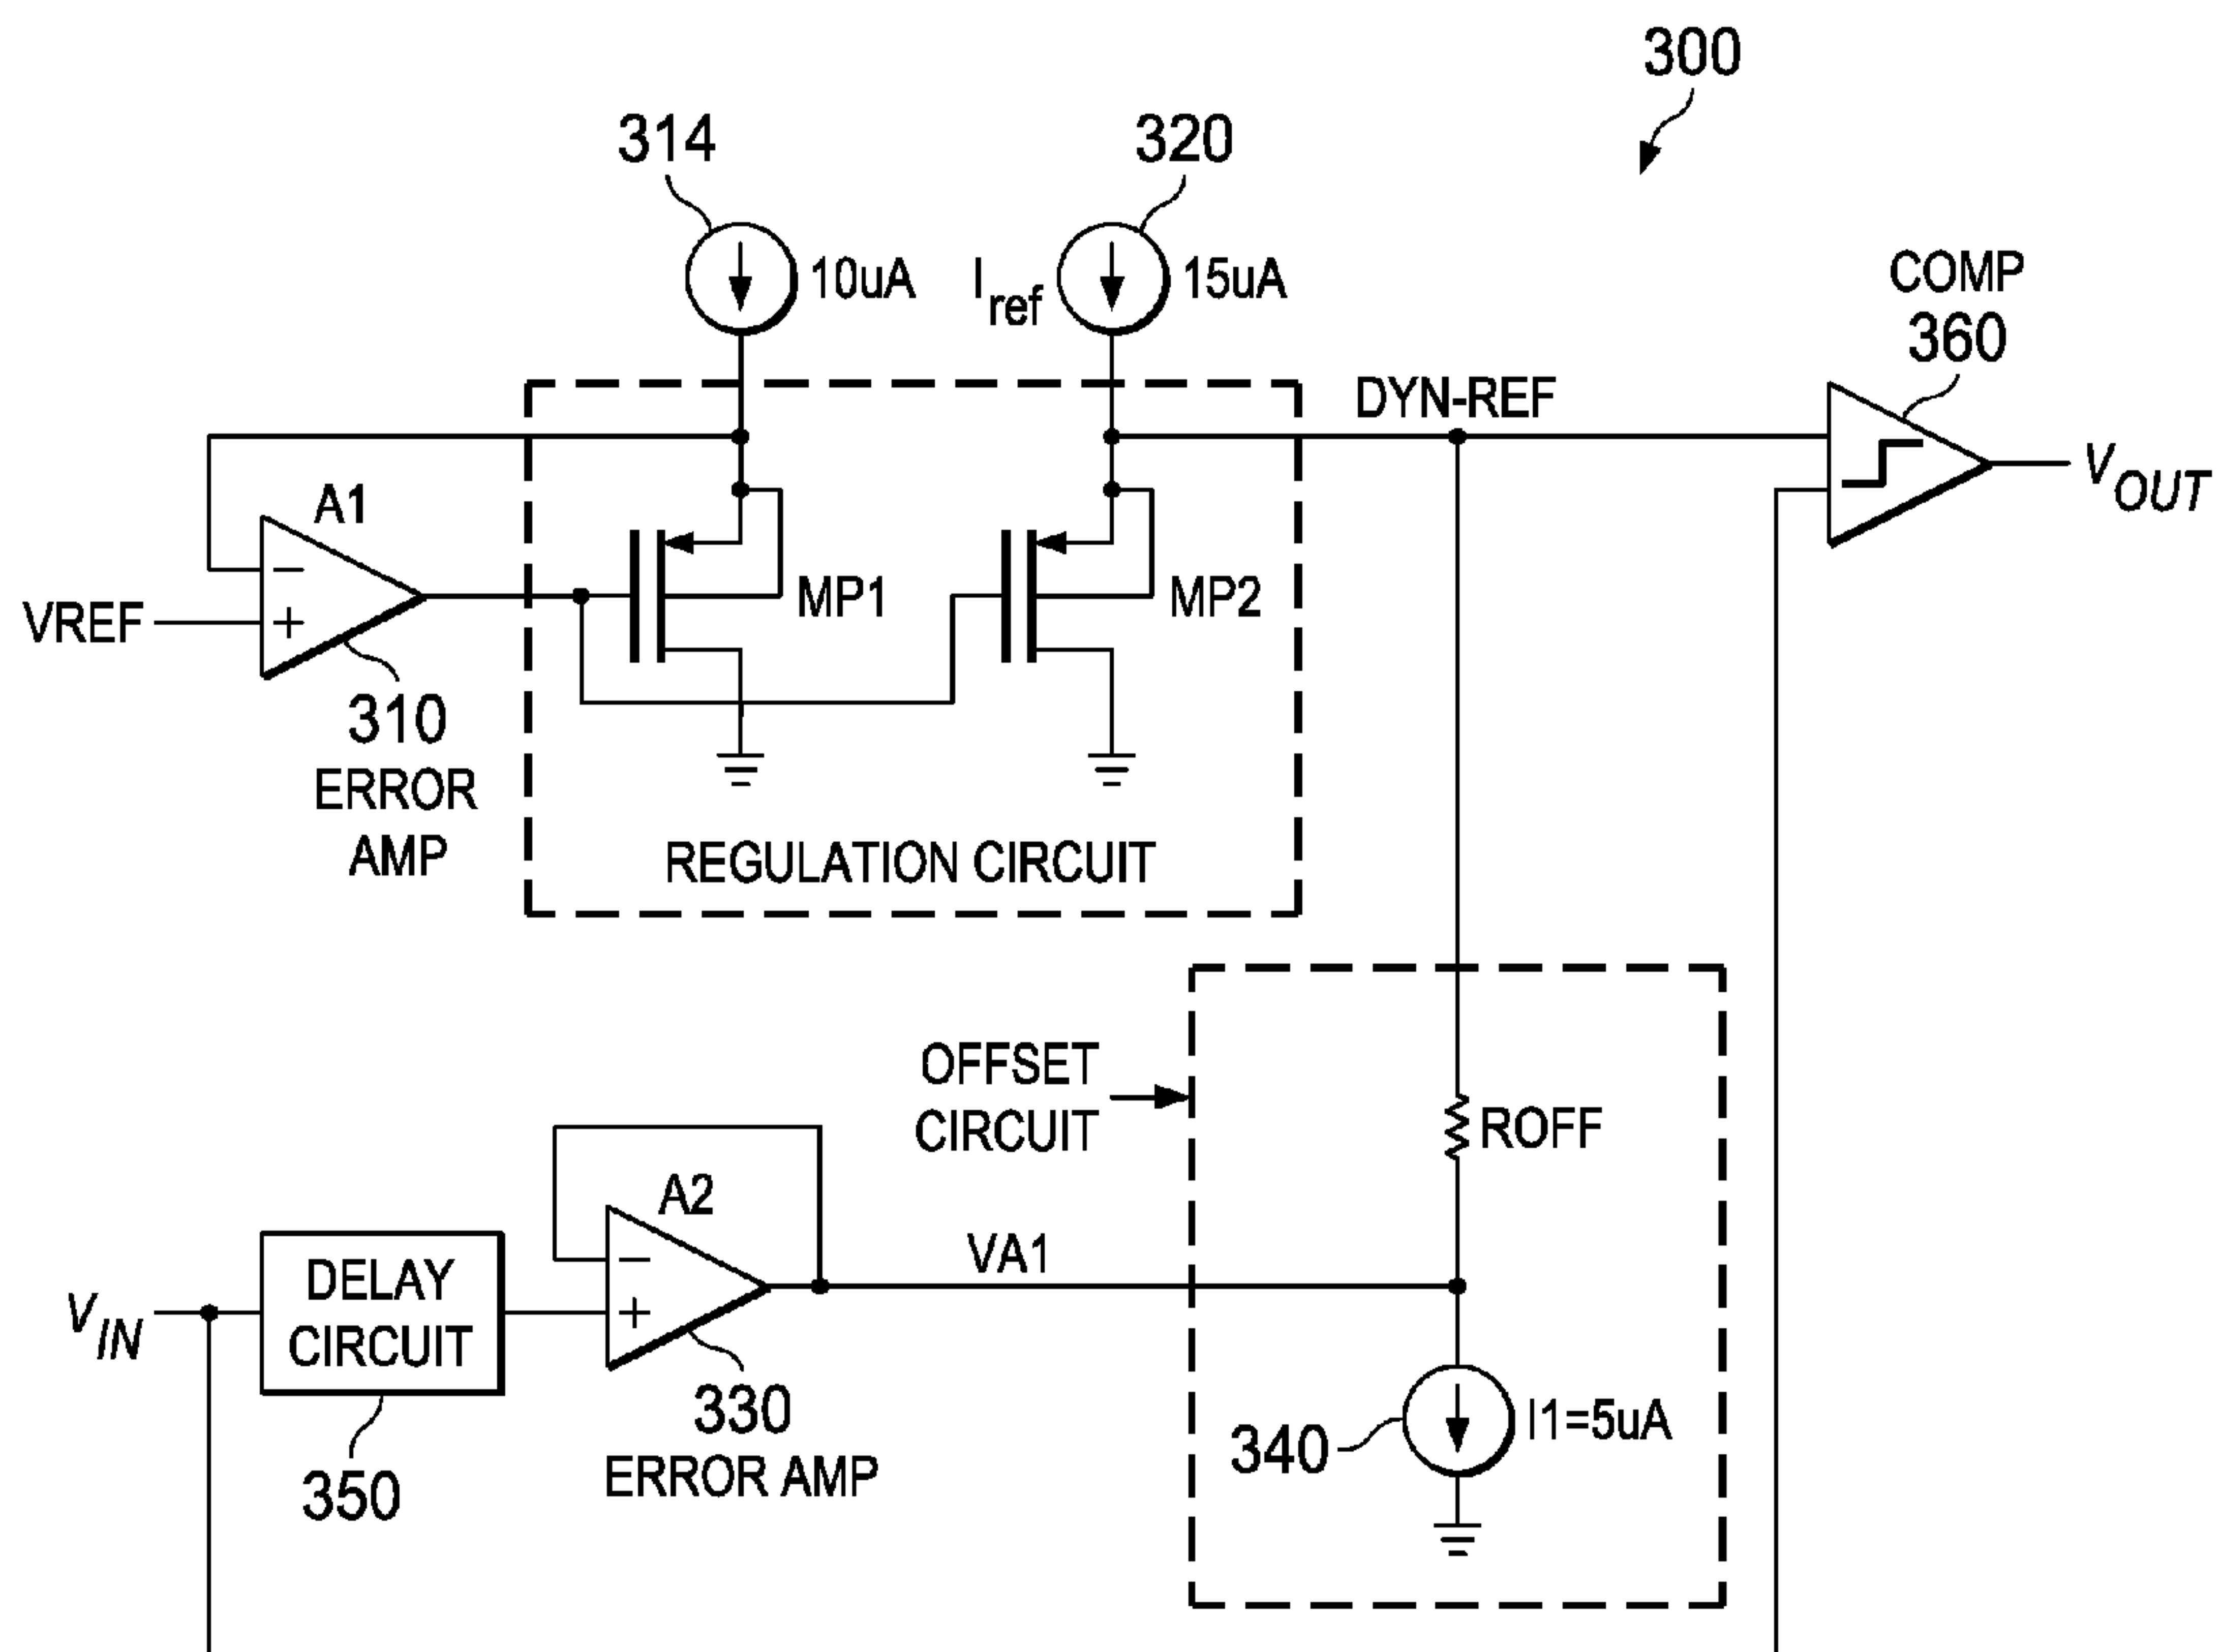 300
314
320
10uA
I ref
15uA
COMP
360
DYN-REF
VOUT
A1
−
+
VREF
MP1
MP2
310
ERROR
AMP
REGULATION CIRCUIT
OFFSET
CIRCUIT
ROFF
A2
VA1
−
+
VIN
DELAY
CIRCUIT
330
ERROR AMP
350
340
I1=5uA